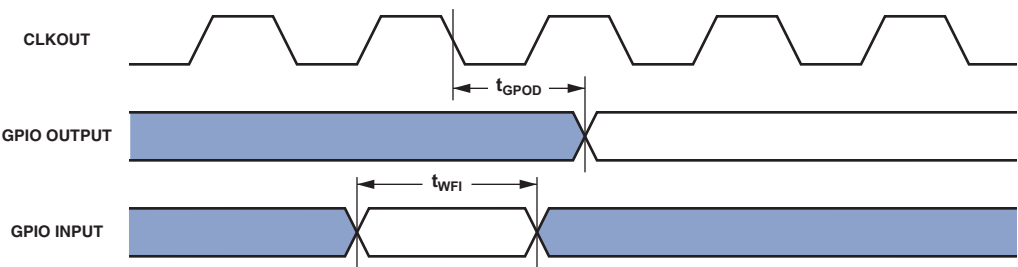 CLKOUT
tGPOD
GPIO OUTPUT
tWFI
GPIO INPUT